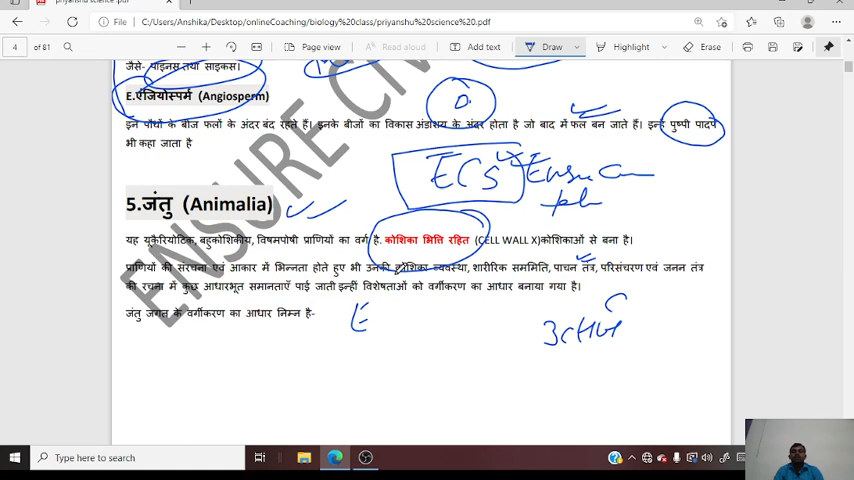 priyanshu science .pdf
File | C:/Users/Anshika/Desktop/onlineCoaching/biology%20class/priyanshu%20science%20.pdf
4 of 81 Page view Read aloud Add text Draw Highlight Erase
जैसे- पाइनस तथा साइकस।
E.एंजियोस्पर्म (Angiosperm)
इन पौधों के बीज फलों के अंदर बंद रहते हैं। इनके बीजों का विकास अंडाशय के अंदर होता है जो बाद में फल बन जाते हैं। इन्हें पुष्पी पादप
भी कहा जाता है
ECS
5.जंतु (Animalia)
यह यूकैरियोटिक, बहुकोशिकीय, विषमपोषी प्राणियों का वर्ग है. कोशिका भित्ति रहित (CELL WALL X)कोशिकाओं से बना है।
प्राणियों की संरचना एवं आकार में भिन्नता होते हुए भी उनकी कोशिका व्यवस्था, शारीरिक सममिति, पाचन तंत्र, परिसंचरण एवं जनन तंत्र
की रचना में कुछ आधारभूत समानताएँ पाई जाती इन्हीं विशेषताओं को वर्गीकरण का आधार बनाया गया है।
जंतु जगत के वर्गीकरण का आधार निम्न है-
E
ENSURE CIV
Type here to search